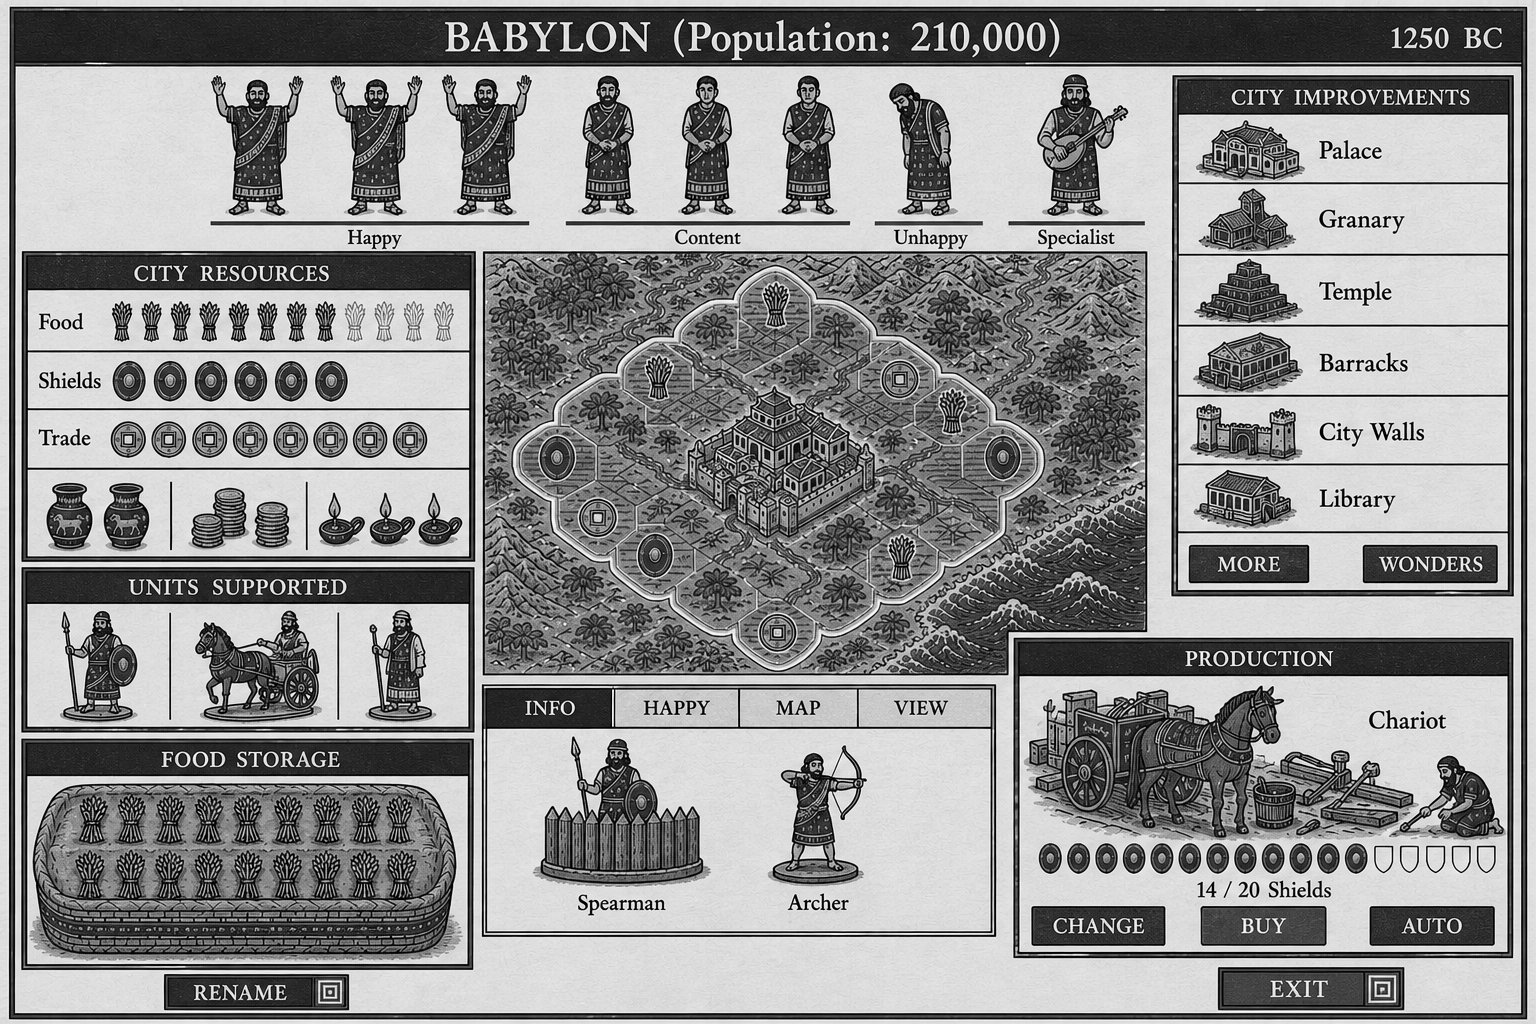 BABYLON (Population: 210,000)
1250 BC
Happy
Content
Unhappy
Specialist
CITY IMPROVEMENTS
Palace
Granary
Temple
Barracks
City Walls
Library
MORE
WONDERS
CITY RESOURCES
Food
Shields
Trade
UNITS SUPPORTED
FOOD STORAGE
RENAME
INFO
HAPPY
MAP
VIEW
Spearman
Archer
PRODUCTION
Chariot
14 / 20 Shields
CHANGE
BUY
AUTO
EXIT